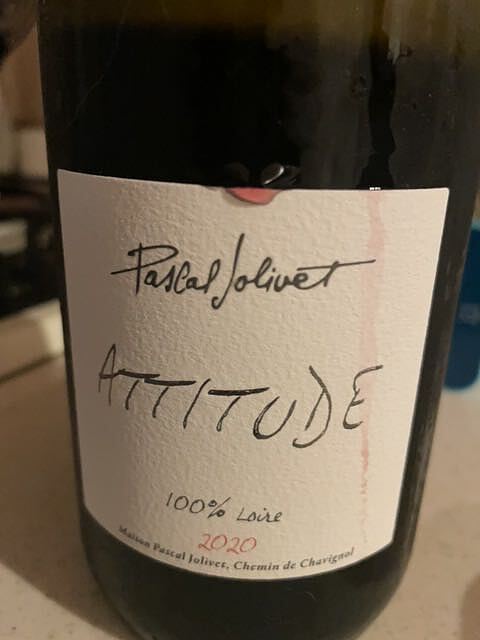 Pascal Jolivet
ATTITUDE
100% Loire
2020
Maison Pascal Jolivet, Chemin de Chavignol